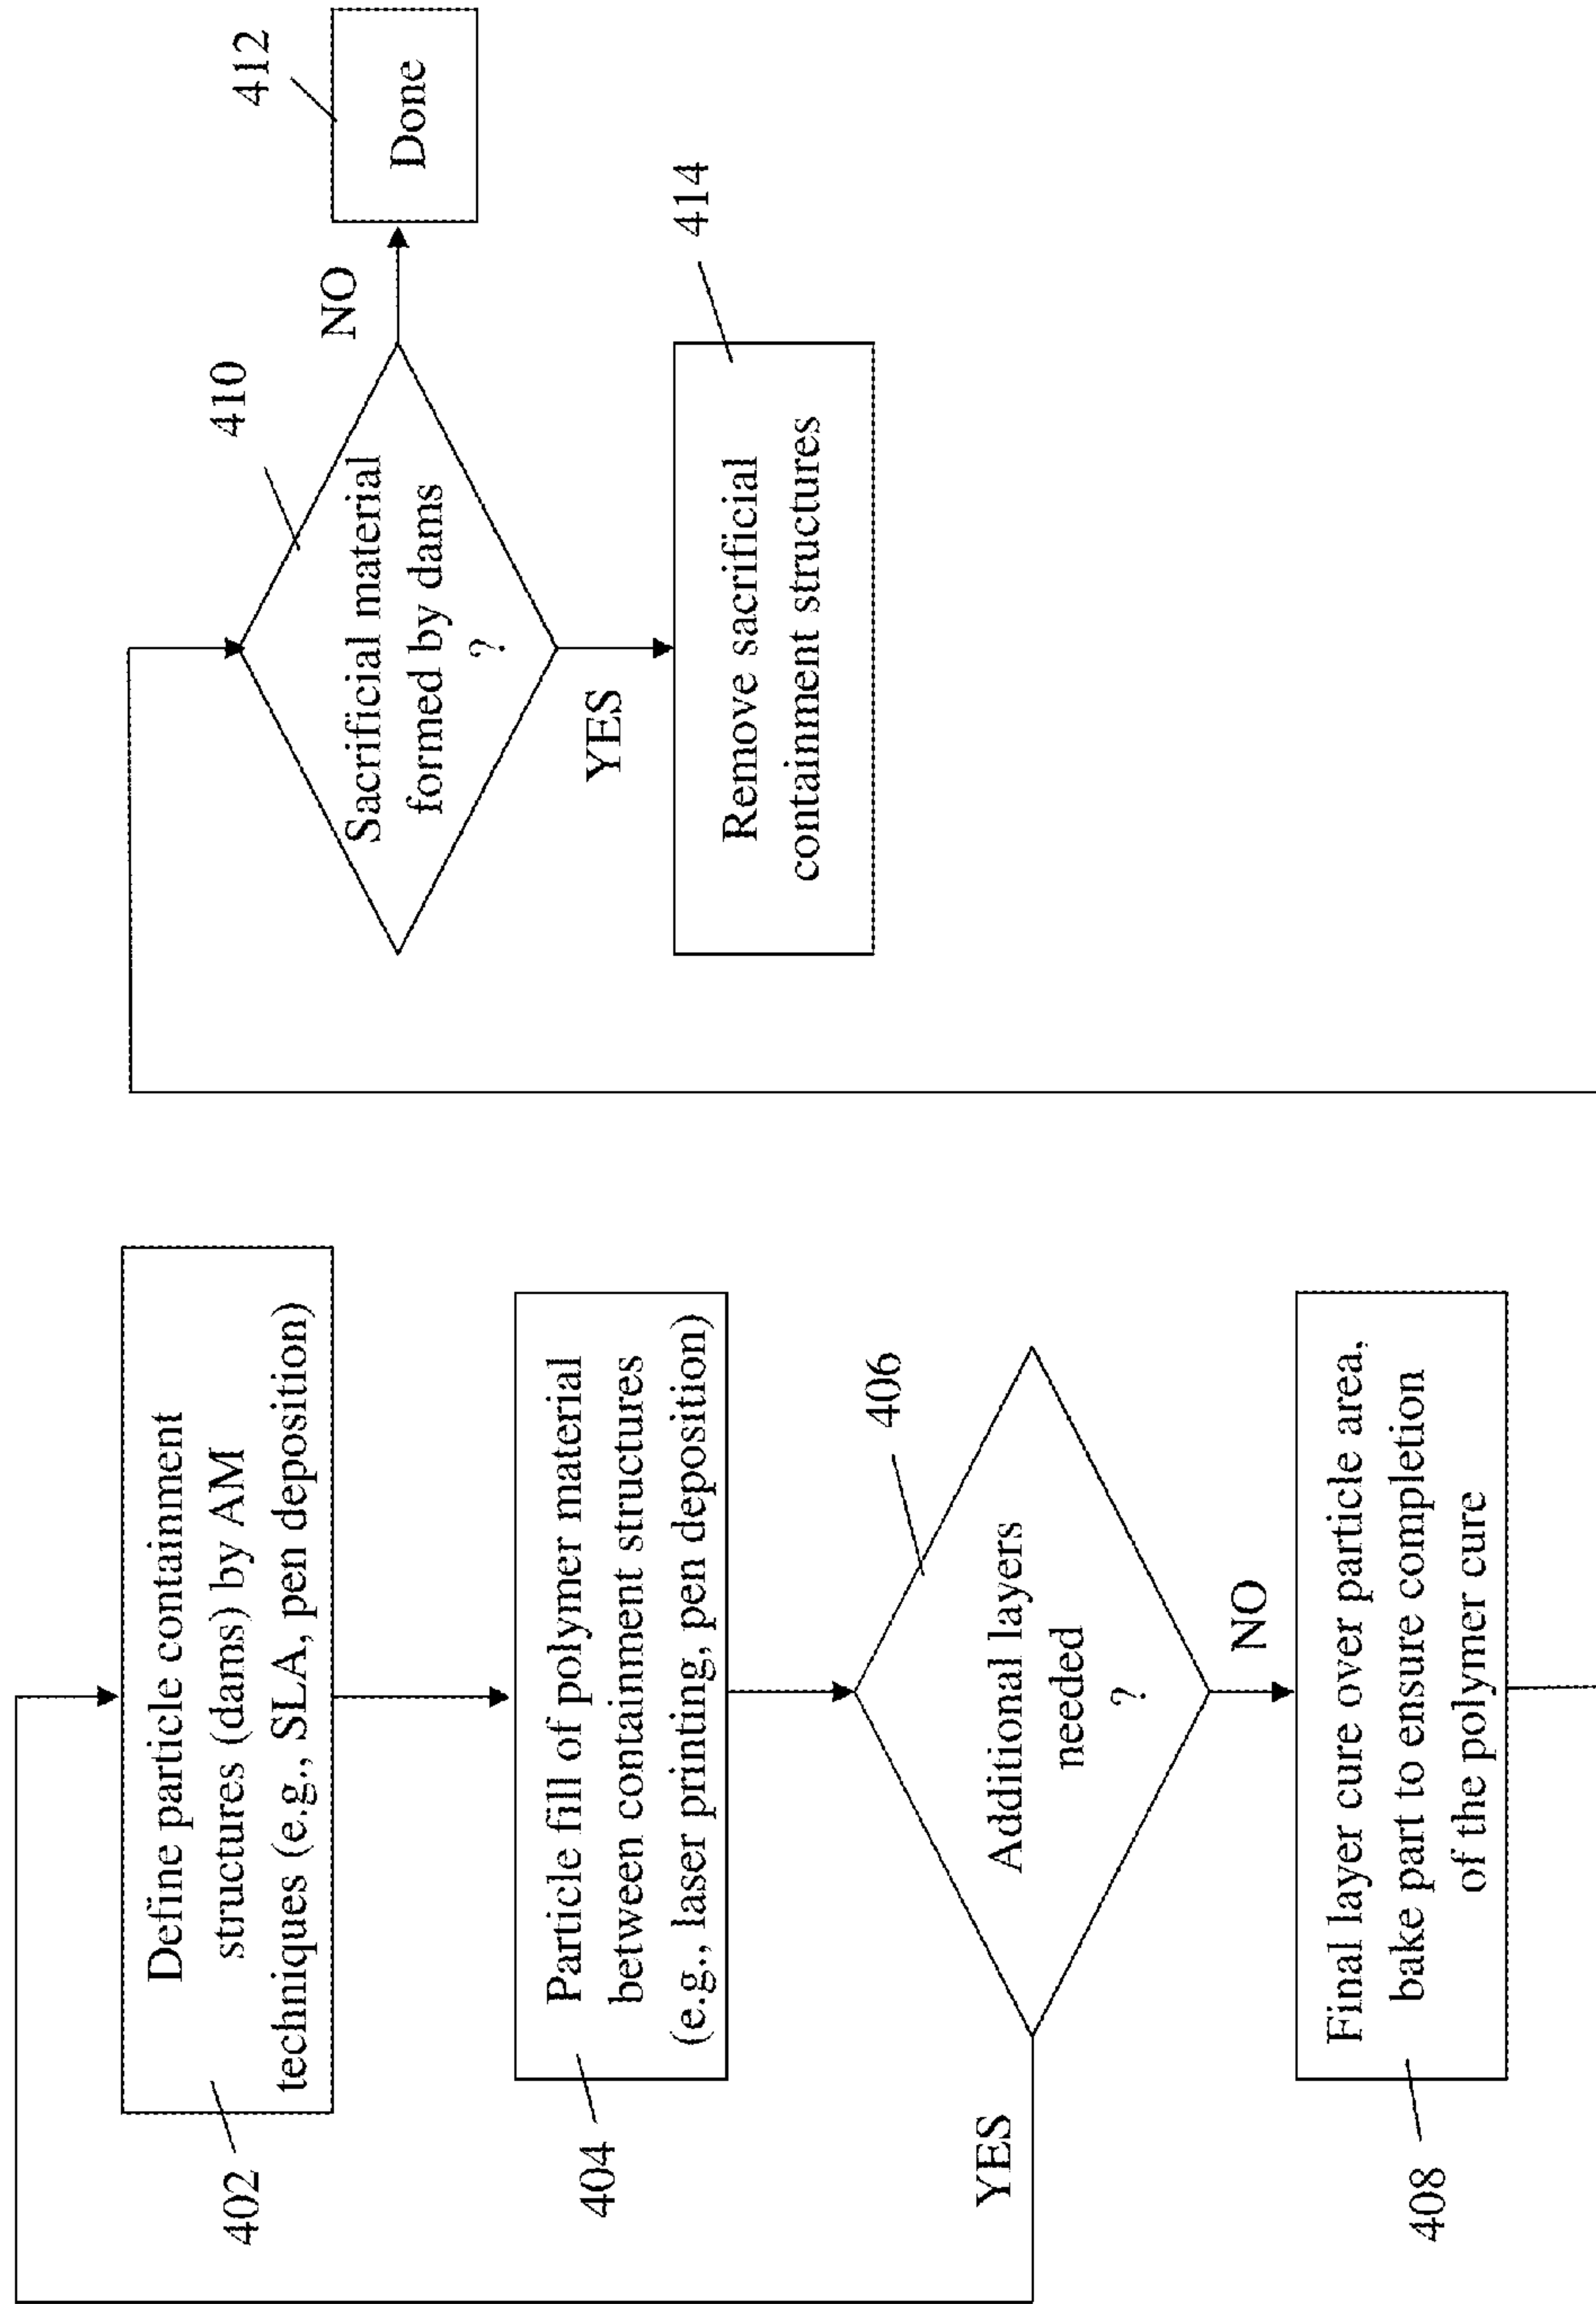 402
Define particle containment
structures (dams) by AM
techniques (e.g., SLA, pen deposition)
404
Particle fill of polymer material
between containment structures
(e.g., laser printing, pen deposition)
406
Additional layers
needed
?
YES
NO
408
Final layer cure over particle area,
bake part to ensure completion
of the polymer cure
410
Sacrificial material
formed by dams
?
NO
412
Done
YES
414
Remove sacrificial
containment structures